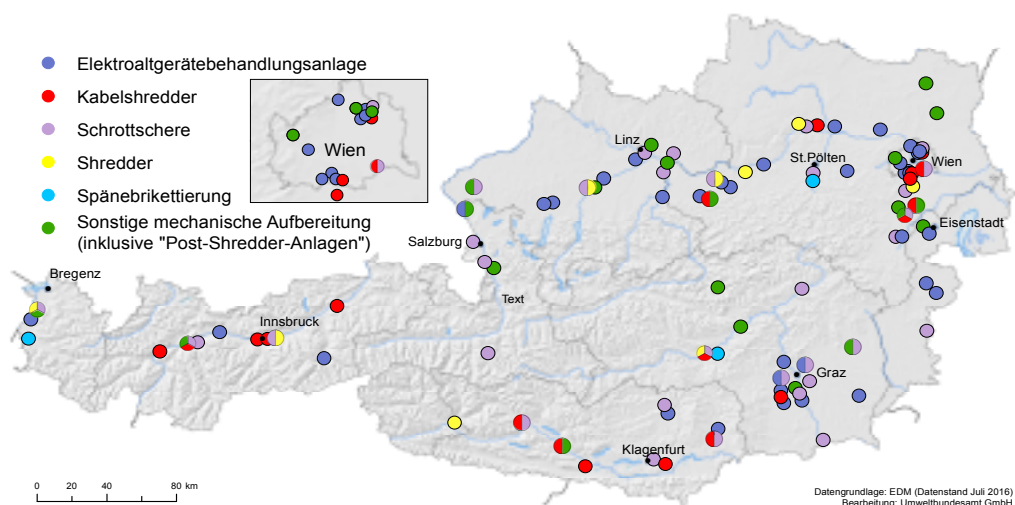 Elektroaltgerätebehandlungsanlage
Kabelshredder
Schrottschere
Shredder
Spänebrikettierung
Sonstige mechanische Aufbereitung
(inklusive "Post-Shredder-Anlagen")
Wien
Linz
St.Pölten
Wien
Eisenstadt
Salzburg
Bregenz
Text
Innsbruck
Graz
Klagenfurt
0 20 40 80 km
Datengrundlage: EDM (Datenstand Juli 2016)
Bearbeitung: Umweltbundesamt GmbH